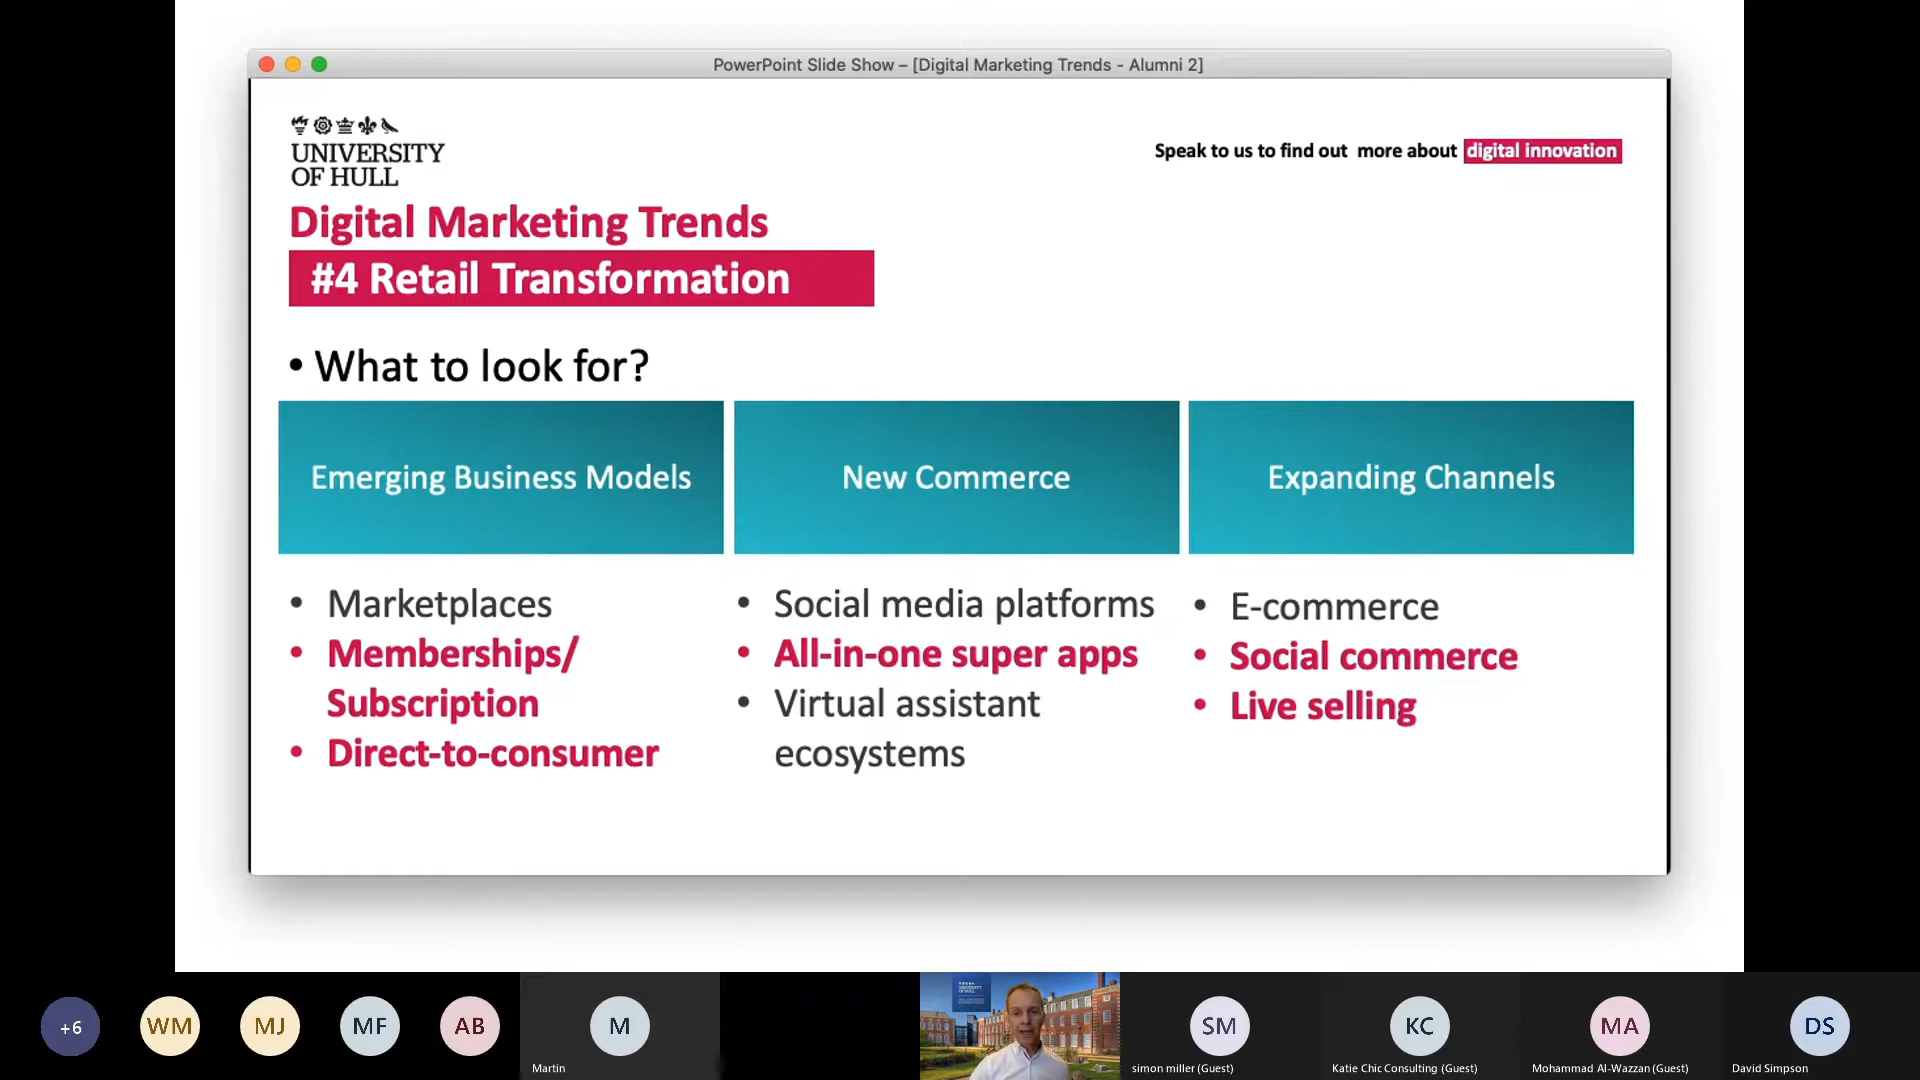 PowerPoint Slide Show – [Digital Marketing Trends - Alumni 2]
UNIVERSITY
OF HULL
Speak to us to find out more about digital innovation
Digital Marketing Trends
#4 Retail Transformation
• What to look for?
Emerging Business Models
• Marketplaces
• Memberships/
Subscription
• Direct-to-consumer
New Commerce
• Social media platforms
• All-in-one super apps
• Virtual assistant
ecosystems
Expanding Channels
• E-commerce
• Social commerce
• Live selling
+6
WM
MJ
MF
AB
M
Martin
UNIVERSITY
OF HULL
SM
simon miller (Guest)
KC
Katie Chic Consulting (Guest)
MA
Mohammad Al-Wazzan (Guest)
DS
David Simpson